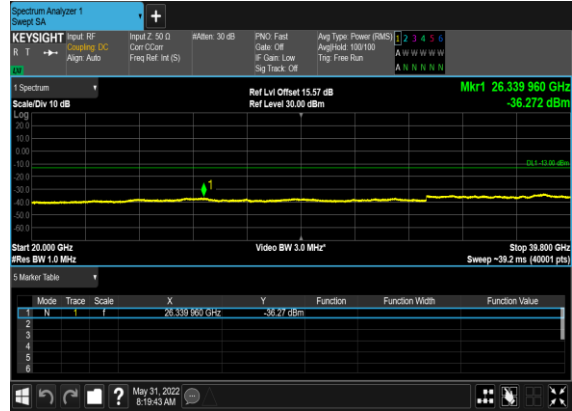 Spectrum Analyzer 1
Swept SA
KEYSIGHT Input: RF Input Z: 50 Ω #Atten: 30 dB PNO: Fast Avg Type: Power (RMS) 1 2 3 4 5 6
R T Coupling: DC Corr CCorr Gate: Off Avg|Hold: 100/100 A W W W W W
Align: Auto Freq Ref: Int (S) IF Gain: Low Trig: Free Run
Sig Track: Off A N N N N N
LW
1 Spectrum Ref Lvl Offset 15.57 dB Mkr1 26.339 960 GHz
Scale/Div 10 dB Ref Level 30.00 dBm -36.272 dBm
Log
20.0
10.0
0.00
-10.0 DL1 -13.00 dBm
-20.0
-30.0 1
-40.0
-50.0
-60.0
Start 20.000 GHz Video BW 3.0 MHz* Stop 39.800 GHz
#Res BW 1.0 MHz Sweep ~39.2 ms (40001 pts)
5 Marker Table
Mode Trace Scale X Y Function Function Width Function Value
1 N 1 f 26.339 960 GHz -36.27 dBm
2
3
4
5
6
? May 31, 2022
8:19:43 AM